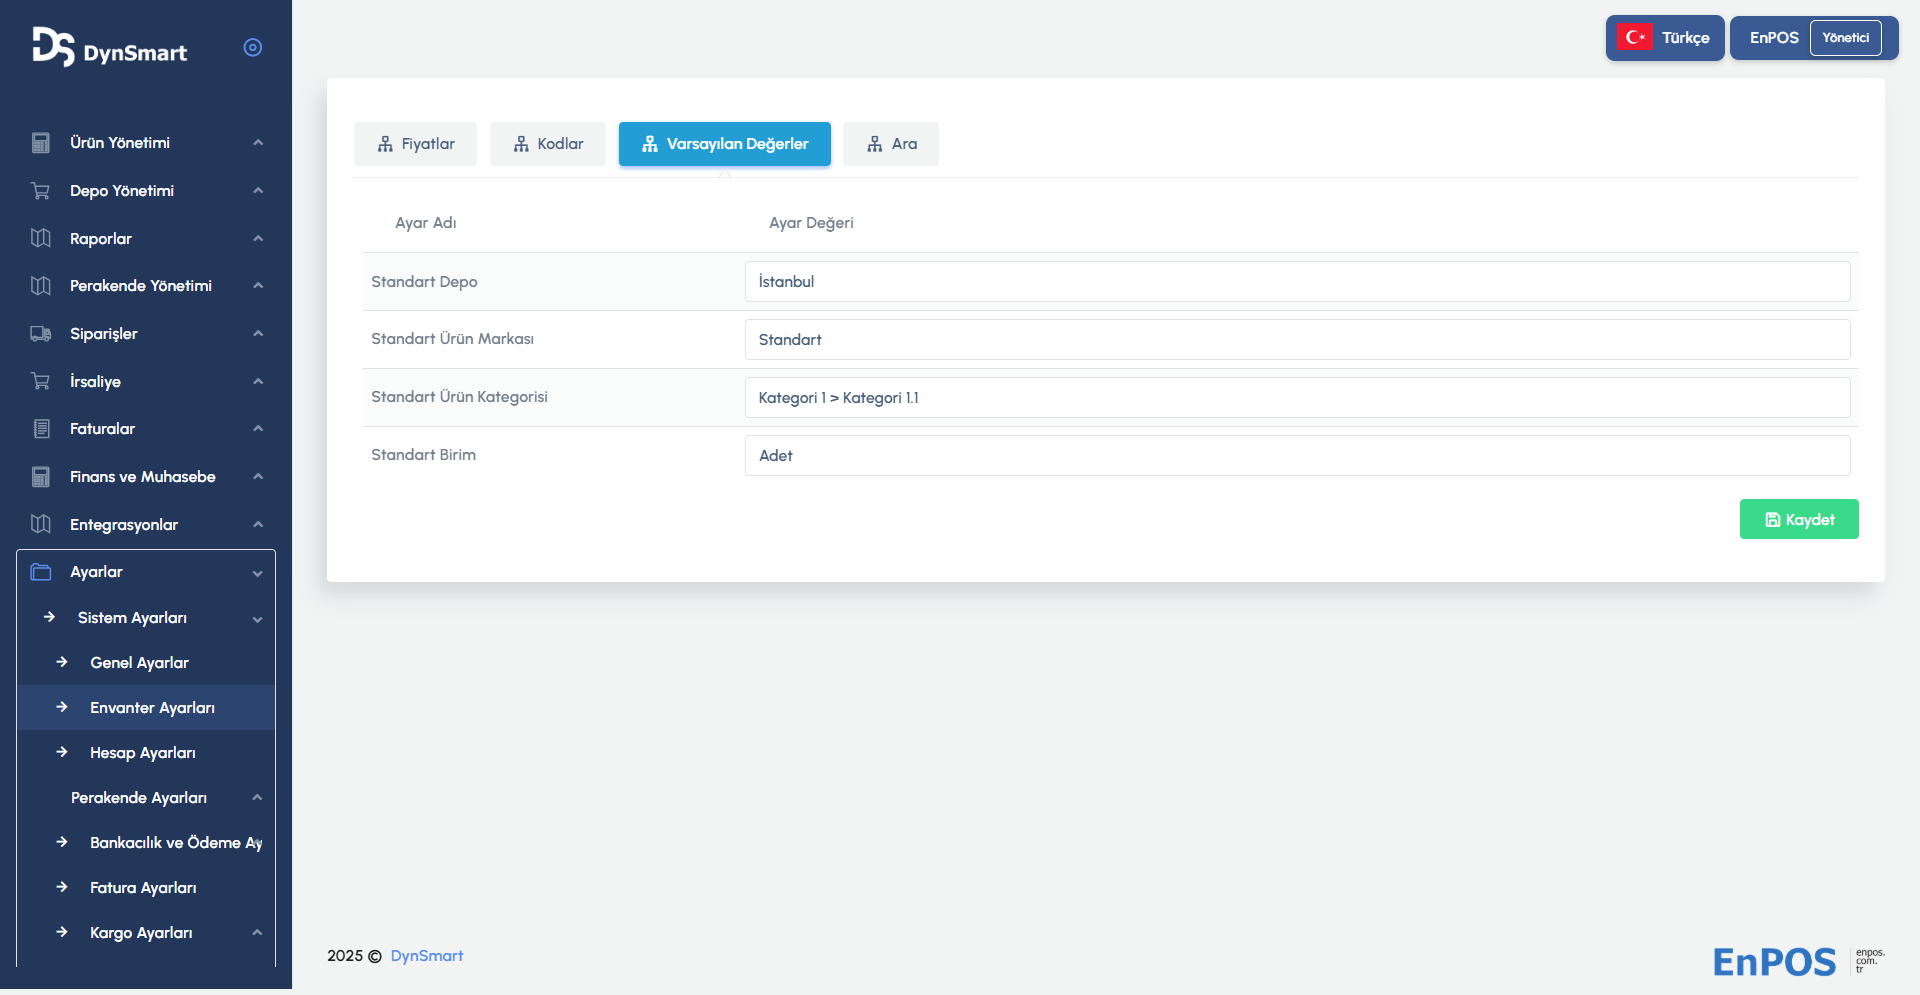 DS DynSmart
Türkçe
EnPOS Yönetici
Ürün Yönetimi
Depo Yönetimi
Raporlar
Perakende Yönetimi
Siparişler
İrsaliye
Faturalar
Finans ve Muhasebe
Entegrasyonlar
Ayarlar
Sistem Ayarları
Genel Ayarlar
Envanter Ayarları
Hesap Ayarları
Perakende Ayarları
Bankacılık ve Ödeme Ay
Fatura Ayarları
Kargo Ayarları
Fiyatlar Kodlar Varsayılan Değerler Ara
Ayar Adı Ayar Değeri
Standart Depo İstanbul
Standart Ürün Markası Standart
Standart Ürün Kategorisi Kategori 1 > Kategori 1.1
Standart Birim Adet
Kaydet
2025 © DynSmart
EnPOS
enpos.
com.
tr